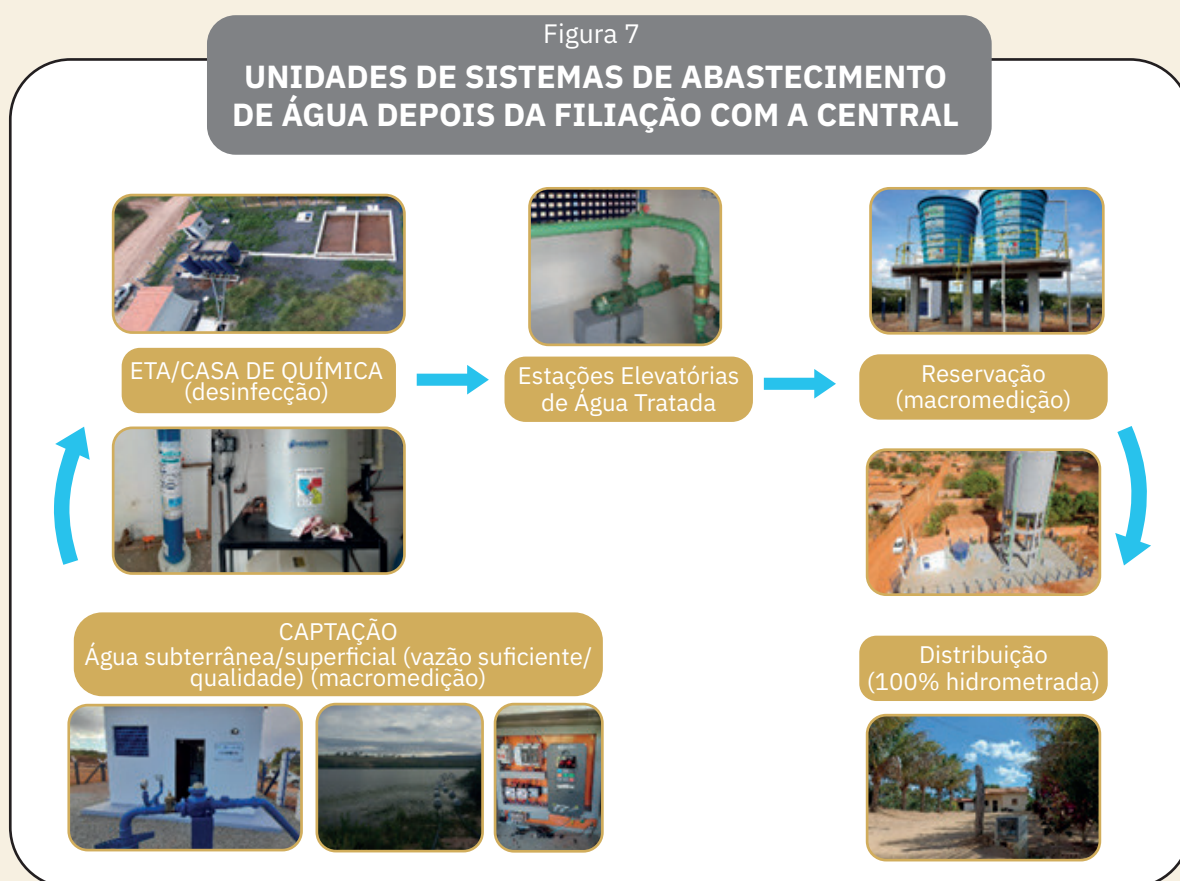 Figura 7
UNIDADES DE SISTEMAS DE ABASTECIMENTO
DE ÁGUA DEPOIS DA FILIAÇÃO COM A CENTRAL
ETA/CASA DE QUÍMICA
(desinfecção)
Estações Elevatórias
de Água Tratada
Reservação
(macromedição)
CAPTAÇÃO
Água subterrânea/superficial (vazão suficiente/
qualidade) (macromedição)
Distribuição
(100% hidrometrada)